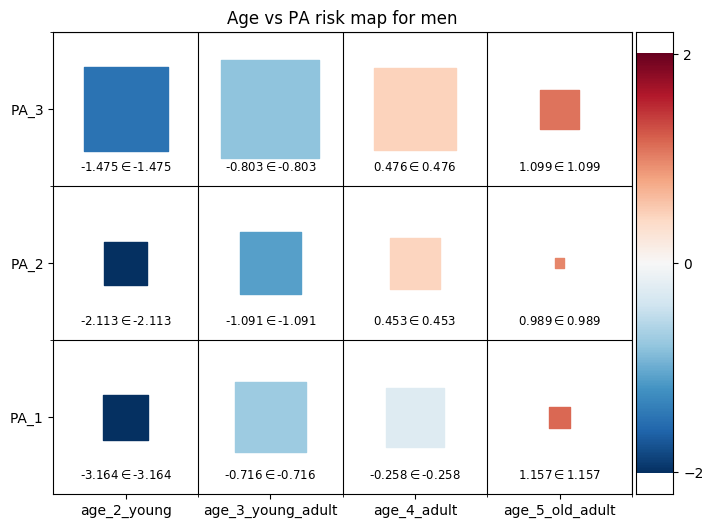 Age vs PA risk map for men
PA_3
-1.475∈-1.475
-0.803∈-0.803
0.476∈0.476
1.099∈1.099
PA_2
-2.113∈-2.113
-1.091∈-1.091
0.453∈0.453
0.989∈0.989
PA_1
-3.164∈-3.164
-0.716∈-0.716
-0.258∈-0.258
1.157∈1.157
age_2_young
age_3_young_adult
age_4_adult
age_5_old_adult
2
0
−2